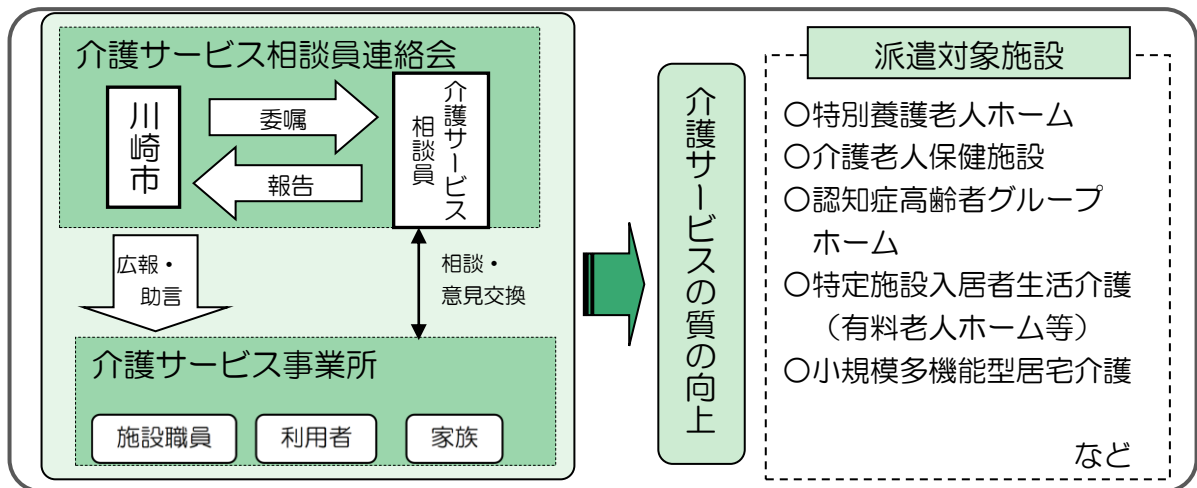 介護サービス相談員連絡会
川崎市
委嘱
報告
介護サービス
相談員
広報・
助言
相談・
意見交換
介護サービス事業所
施設職員
利用者
家族
介護サービスの質の向上
派遣対象施設
○特別養護老人ホーム
○介護老人保健施設
○認知症高齢者グループ
ホーム
○特定施設入居者生活介護
（有料老人ホーム等）
○小規模多機能型居宅介護
など